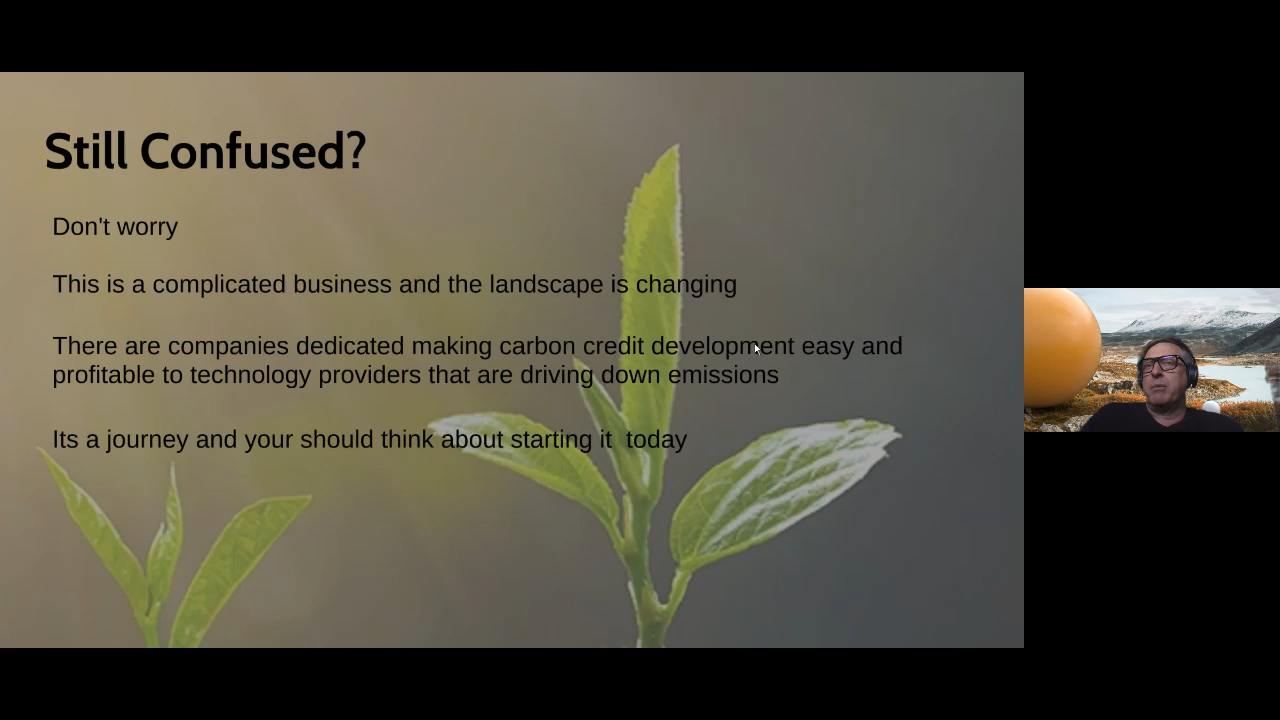 Still Confused?
Don't worry
This is a complicated business and the landscape is changing
There are companies dedicated making carbon credit development easy and
profitable to technology providers that are driving down emissions
Its a journey and your should think about starting it  today